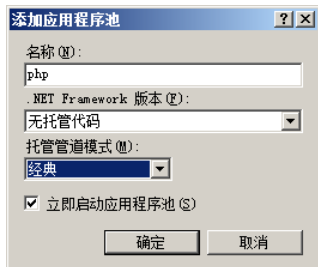 添加应用程序池
名称(N):
php
.NET Framework 版本(F):
无托管代码
托管管道模式(M):
经典
立即启动应用程序池(S)
确定 取消